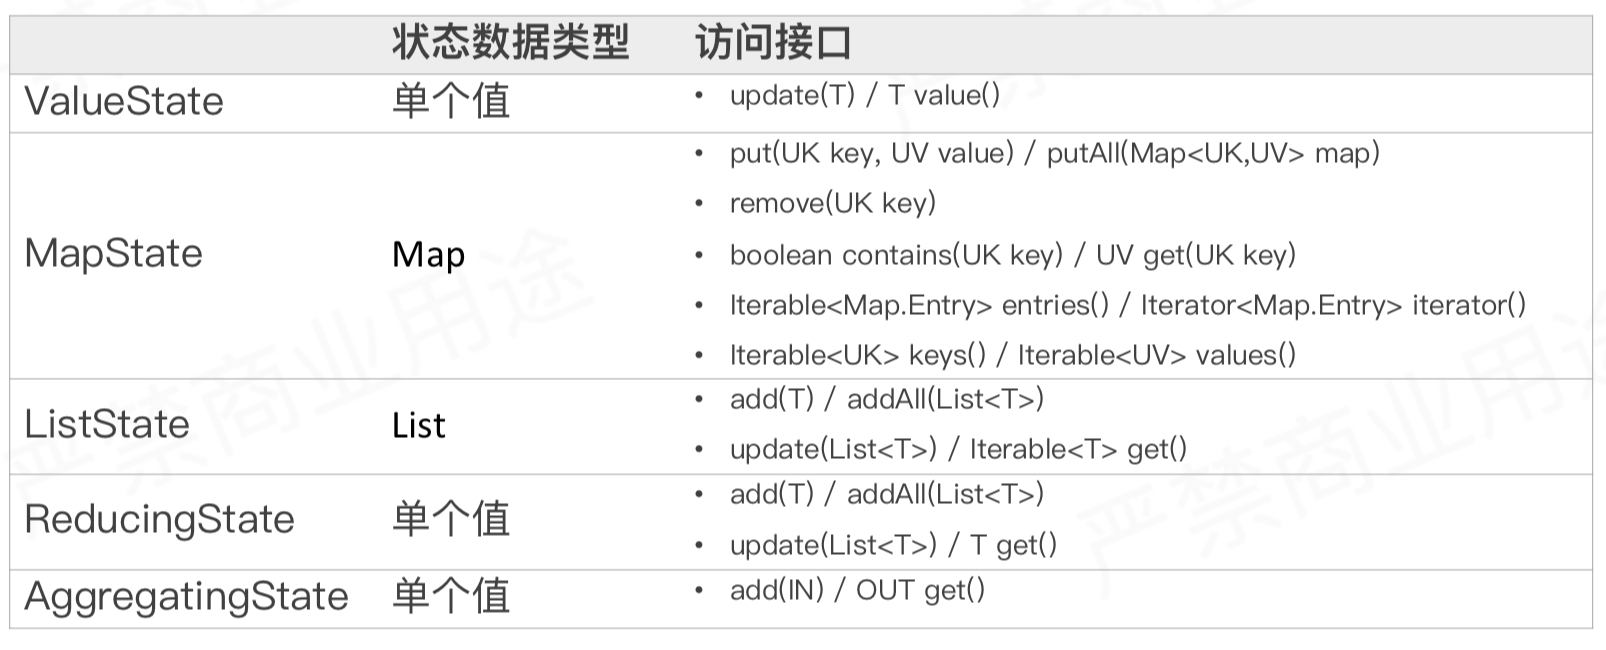 状态数据类型 访问接口
ValueState 单个值 • update(T) / T value()
• put(UK key, UV value) / putAll(Map<UK,UV> map)
• remove(UK key)
MapState Map • boolean contains(UK key) / UV get(UK key)
• Iterable<Map.Entry> entries() / Iterator<Map.Entry> iterator()
• Iterable<UK> keys() / Iterable<UV> values()
ListState List • add(T) / addAll(List<T>)
• update(List<T>) / Iterable<T> get()
ReducingState 单个值 • add(T) / addAll(List<T>)
• update(List<T>) / T get()
AggregatingState 单个值 • add(IN) / OUT get()
严禁商业用途
严禁商业用途